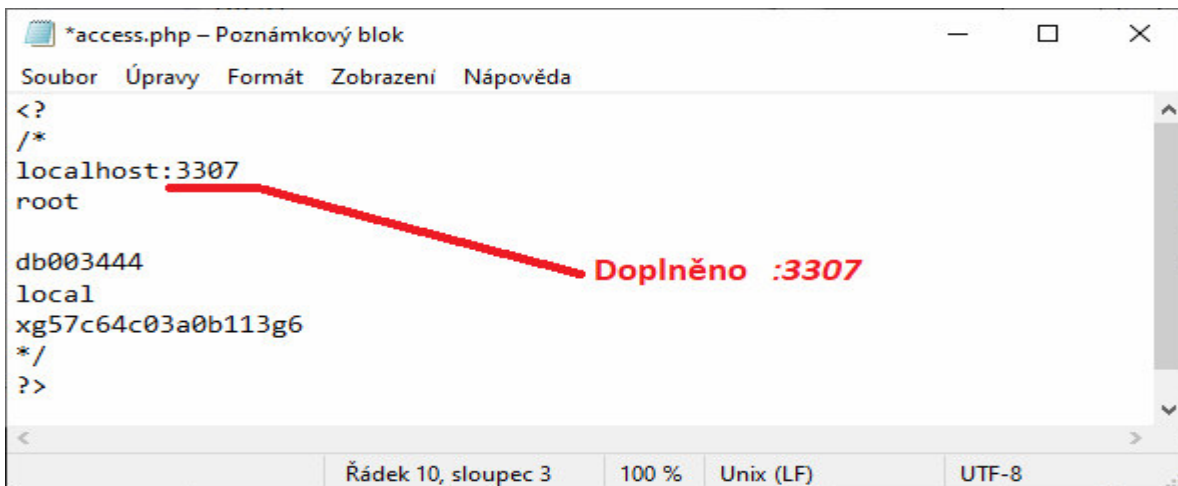 *access.php – Poznámkový blok
Soubor Úpravy Formát Zobrazení Nápověda
<?
/*
localhost:3307
root
db003444
Doplněno :3307
local
xg57c64c03a0b113g6
*/
?>
Řádek 10, sloupec 3 100 % Unix (LF) UTF-8